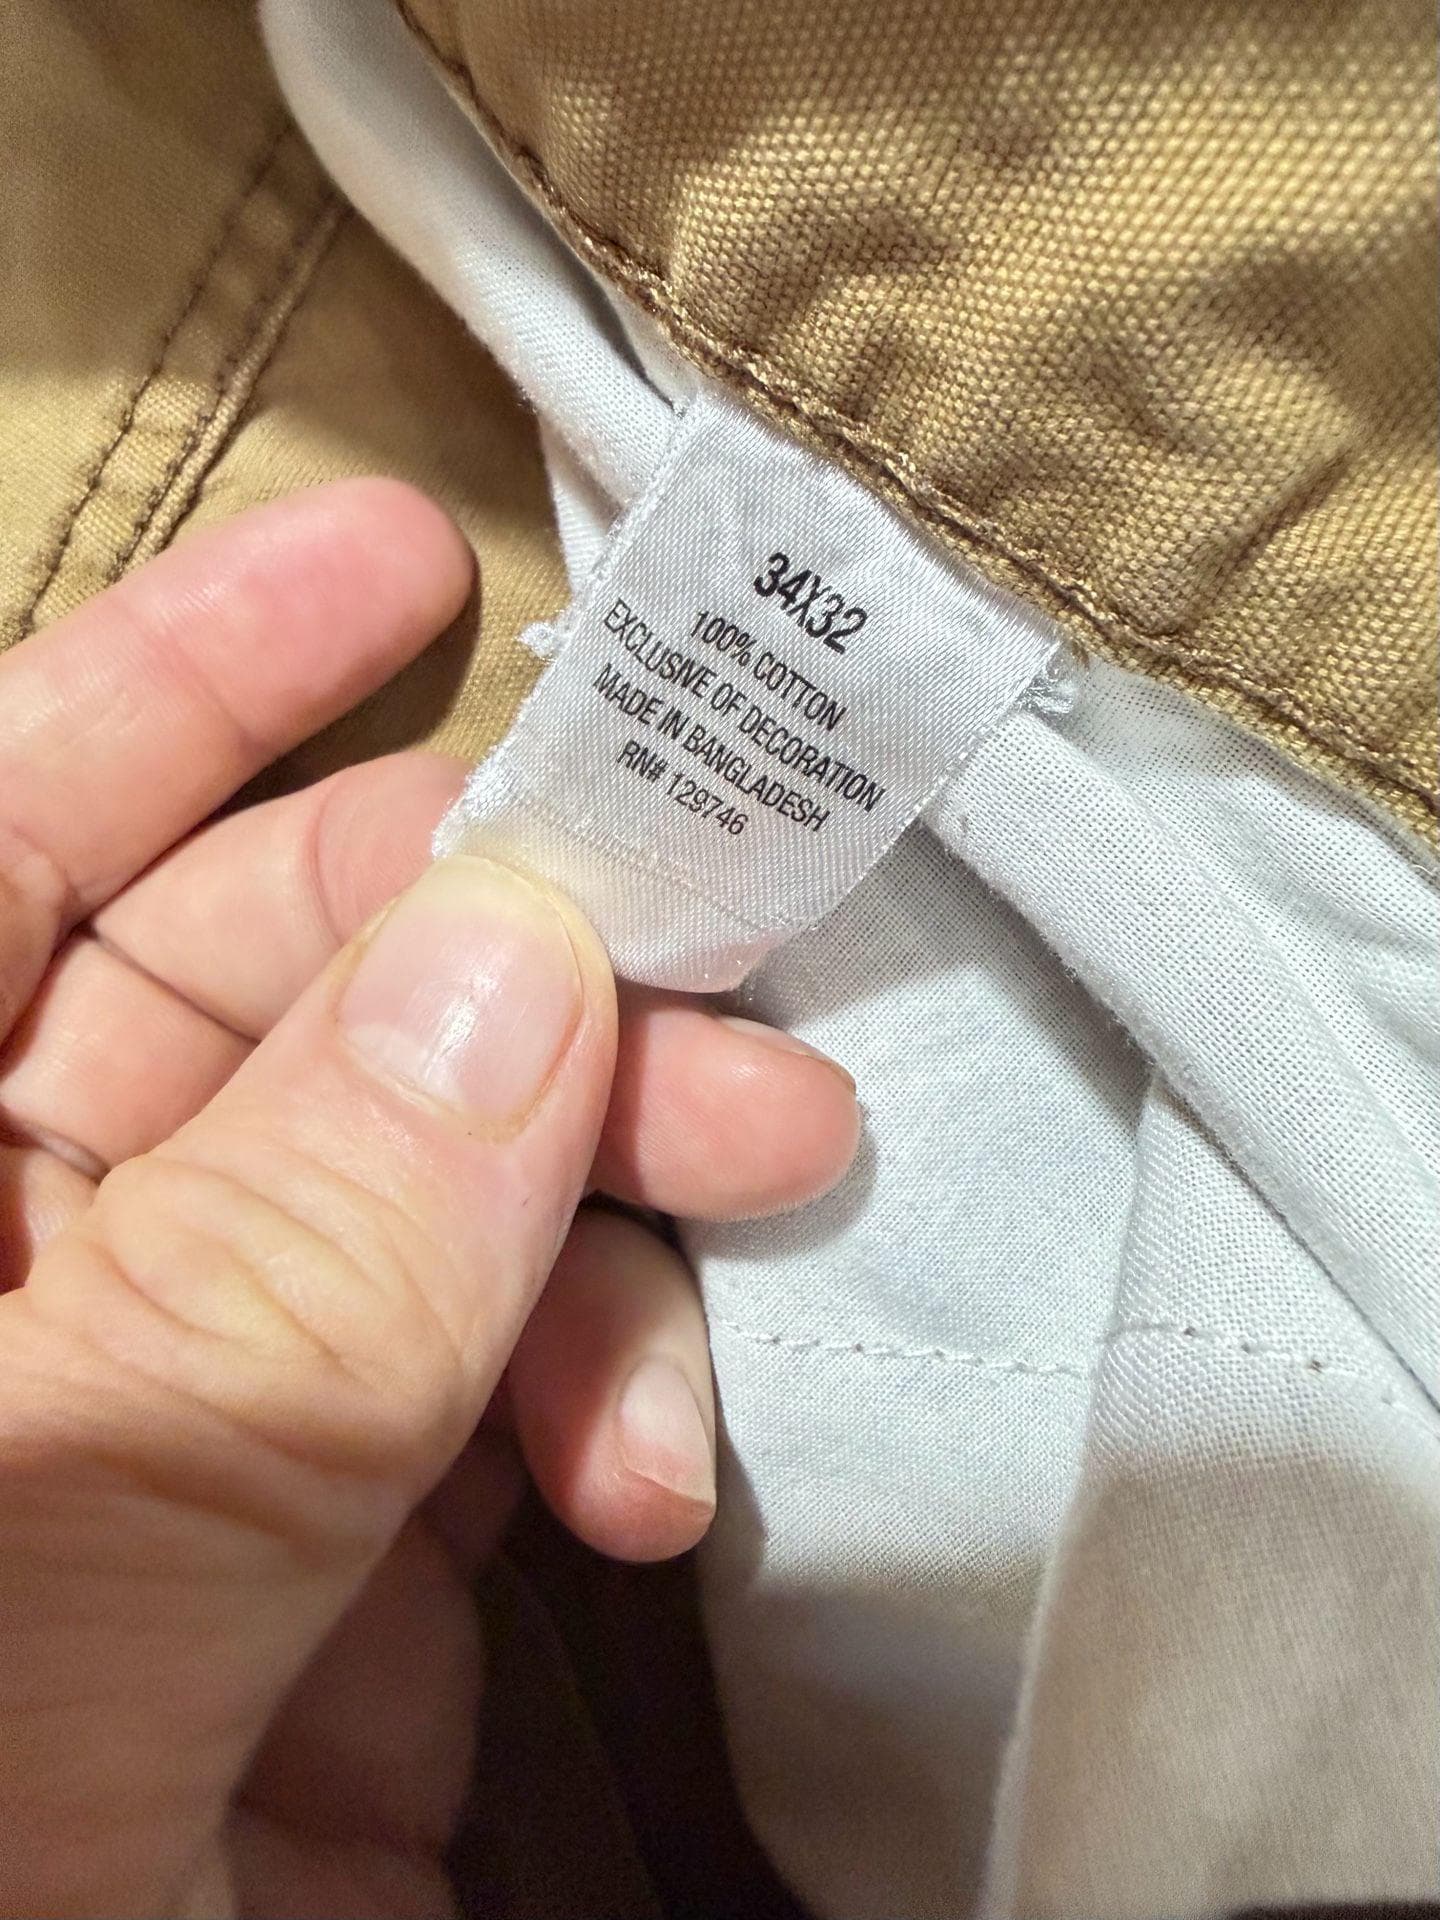 34X32
100% COTTON
EXCLUSIVE OF DECORATION
MADE IN BANGLADESH
RN# 129746